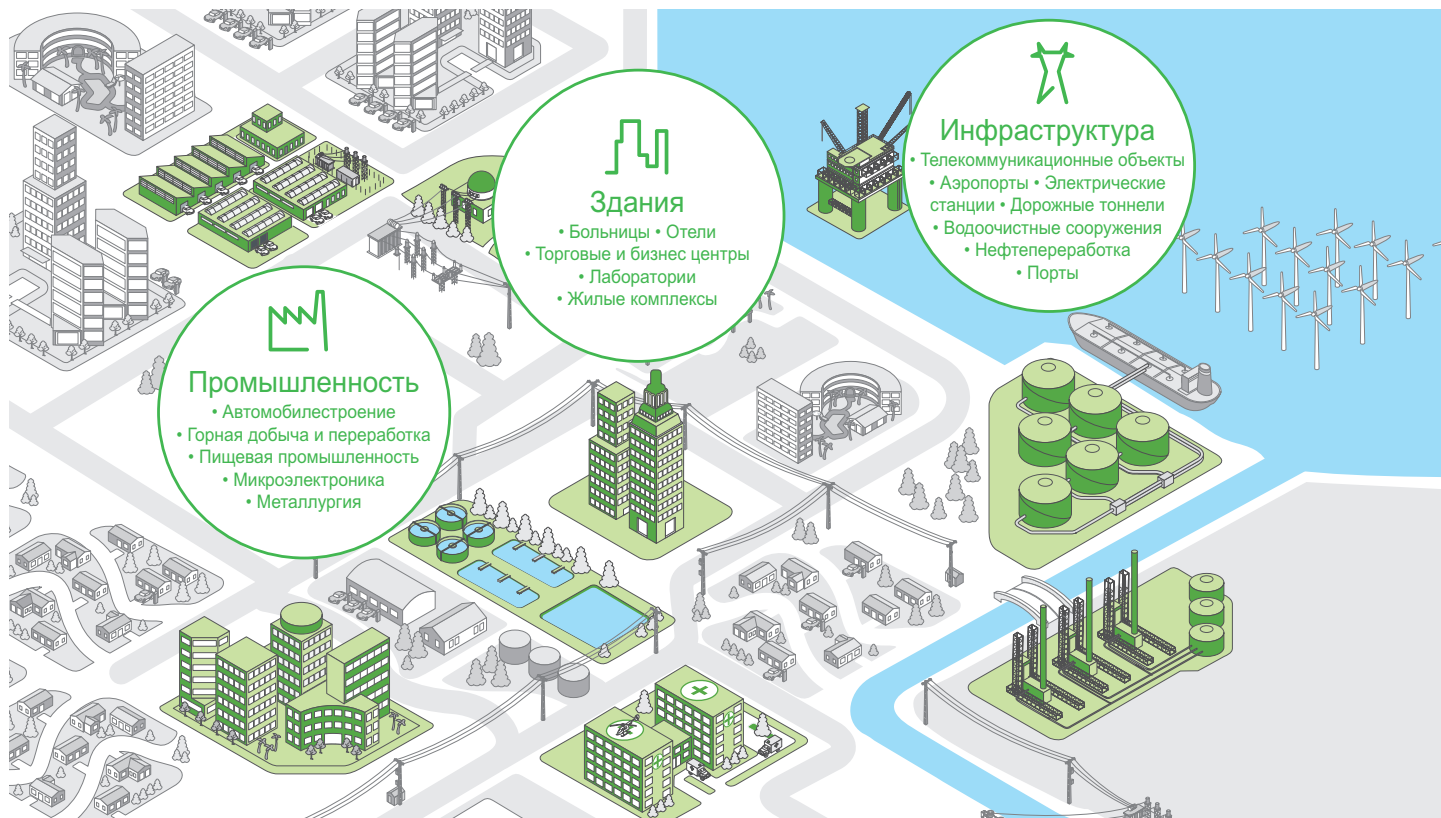 Инфраструктура
• Телекоммуникационные объекты
• Аэропорты • Электрические
станции • Дорожные тоннели
• Водоочистные сооружения
• Нефтепереработка
• Порты
Здания
• Больницы • Отели
• Торговые и бизнес центры
• Лаборатории
• Жилые комплексы
Промышленность
• Автомобилестроение
• Горная добыча и переработка
• Пищевая промышленность
• Микроэлектроника
• Металлургия